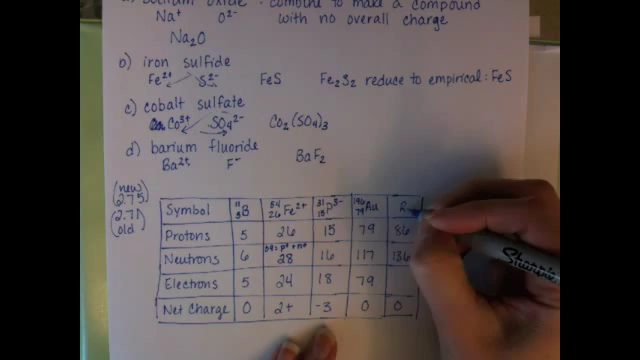 a) sodium oxide : combine to make a compound
Na⁺ O²⁻ with no overall charge
Na₂O
b) iron sulfide
Fe²⁺ S²⁻ FeS Fe₂S₂ reduce to empirical: FeS
c) cobalt sulfate
Co³⁺ SO₄²⁻ Co₂(SO₄)₃
d) barium fluoride
Ba²⁺ F⁻ BaF₂
(new)
2.75
(2.71
old)
Symbol ¹¹₅B ⁵⁴₂₆Fe²⁺ ³¹₁₅P³⁻ ¹⁹⁶₇₉Au R
Protons 5 26 15 79 86
54 = p⁺ + n°
Neutrons 6 28 16 117 136
Electrons 5 24 18 79
Net Charge 0 2+ -3 0 0
Sharpie